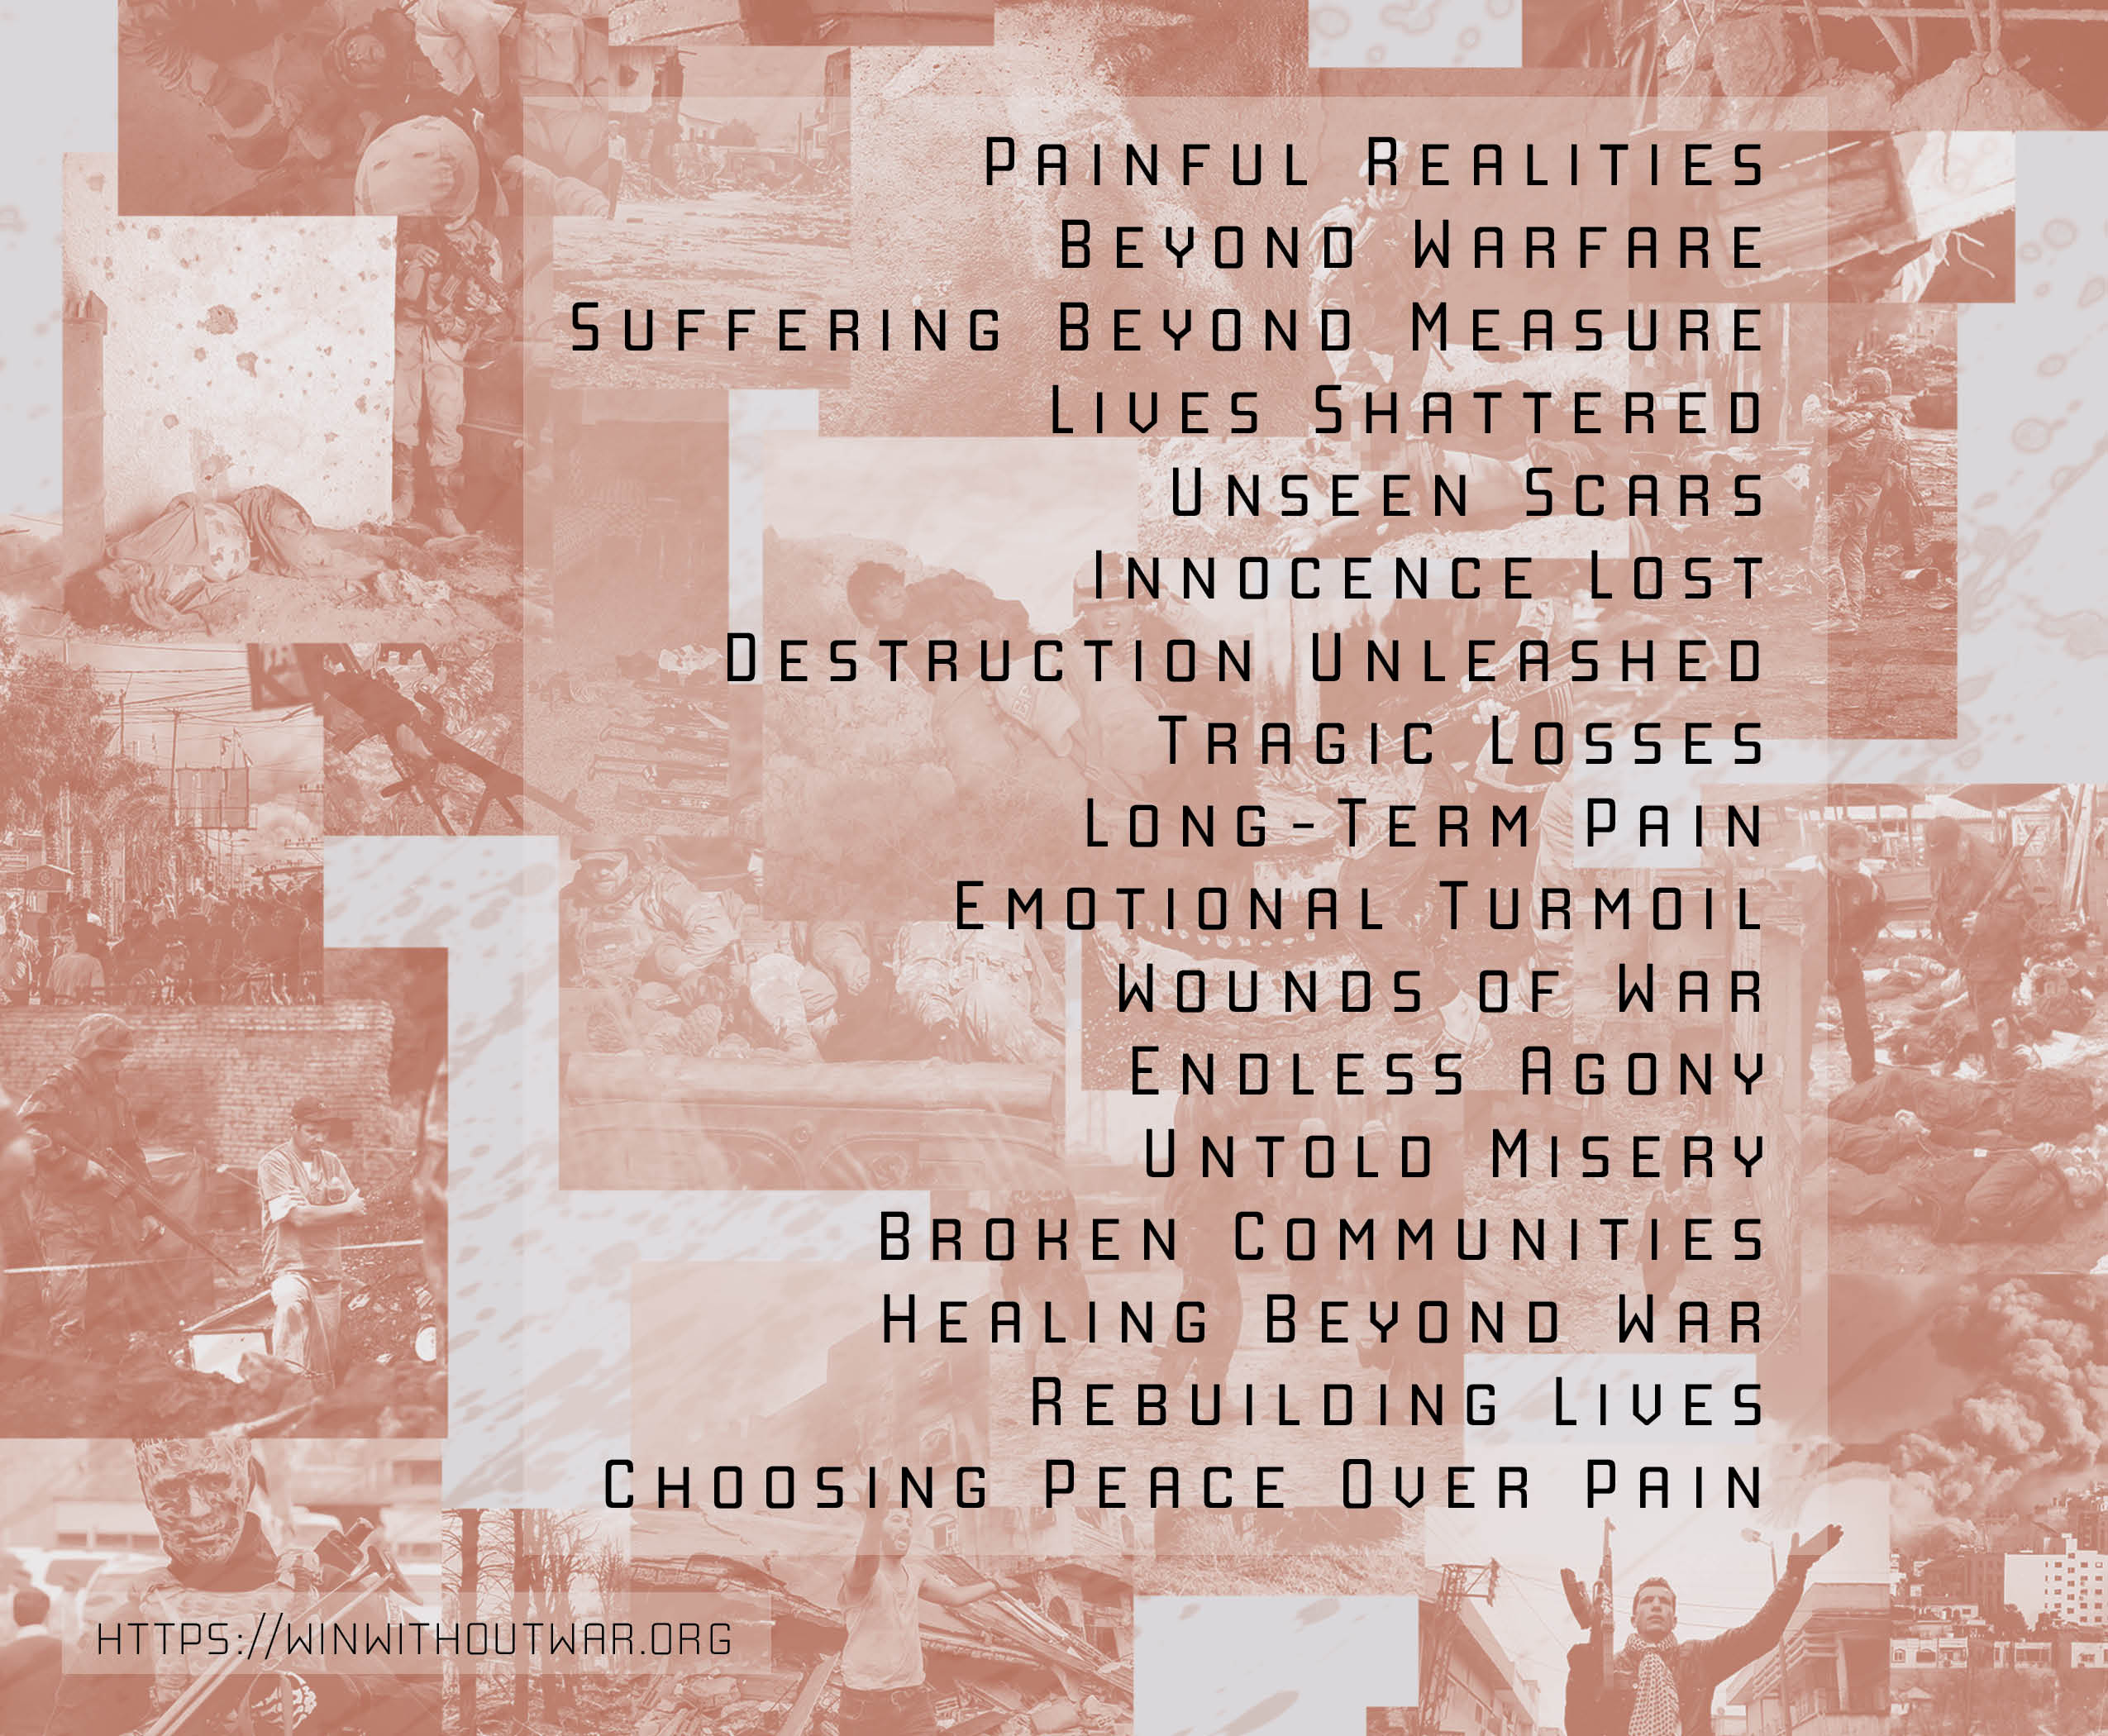 Painful Realities
Beyond Warfare
Suffering Beyond Measure
Lives Shattered
Unseen Scars
Innocence Lost
Destruction Unleashed
Tragic Losses
Long-Term Pain
Emotional Turmoil
Wounds of War
Endless Agony
Untold Misery
Broken Communities
Healing Beyond War
Rebuilding Lives
Choosing Peace Over Pain
HTTPS://WINWITHOUTWAR.ORG